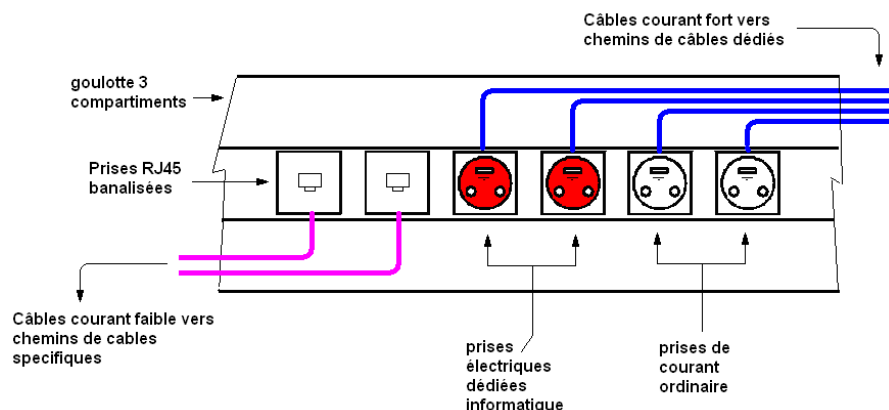 Câbles courant fort vers
chemins de câbles dédiés
goulotte 3
compartiments
Prises RJ45
banalisées
Câbles courant faible vers
chemins de cables
specifiques
prises
électriques
dédiées
informatique
prises de
courant
ordinaire